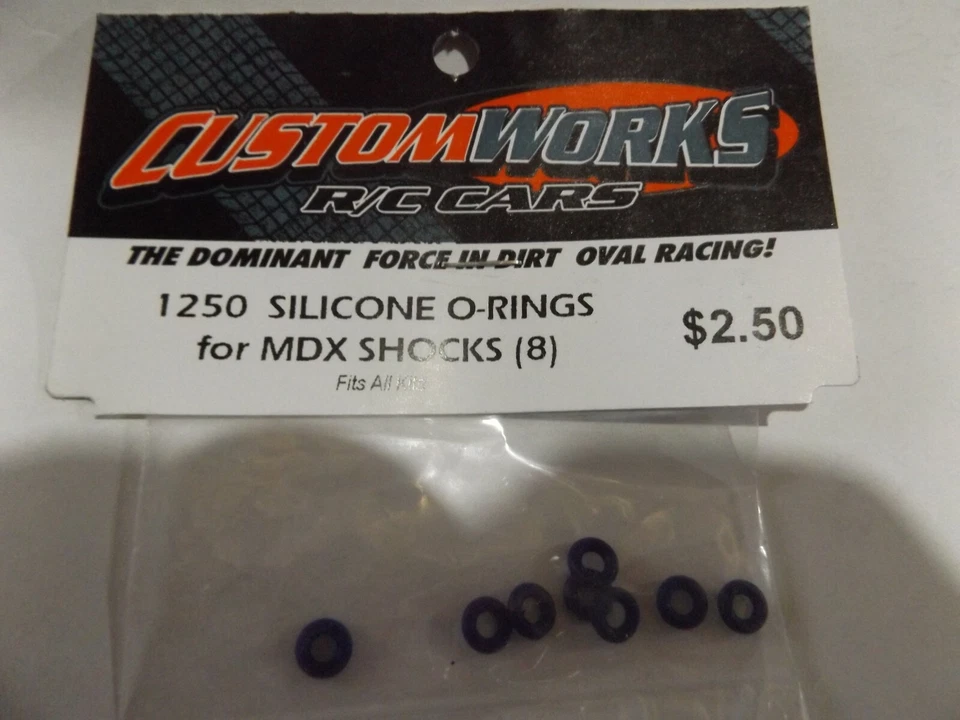 CUSTOMWORKS
R/C CARS
THE DOMINANT FORCE IN DIRT OVAL RACING!
1250 SILICONE O-RINGS
for MDX SHOCKS (8)
$2.50
Fits All